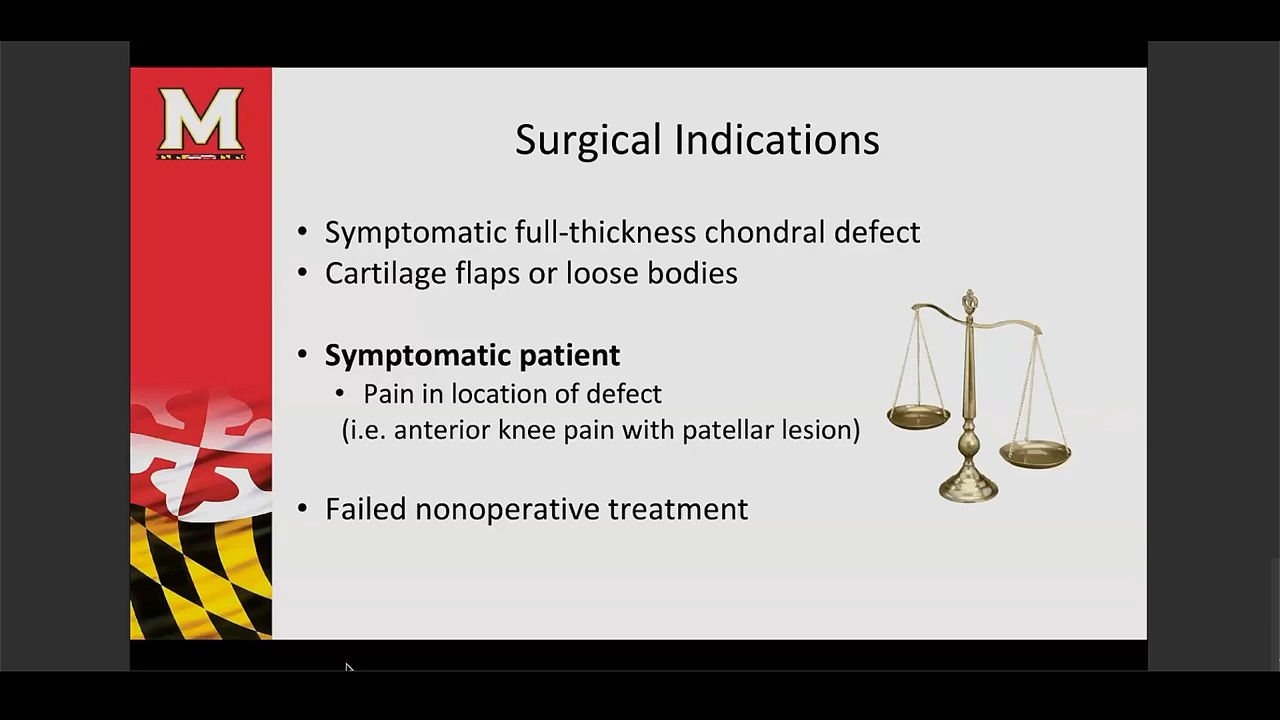 M
Surgical Indications
• Symptomatic full-thickness chondral defect
• Cartilage flaps or loose bodies
• Symptomatic patient
• Pain in location of defect
(i.e. anterior knee pain with patellar lesion)
• Failed nonoperative treatment